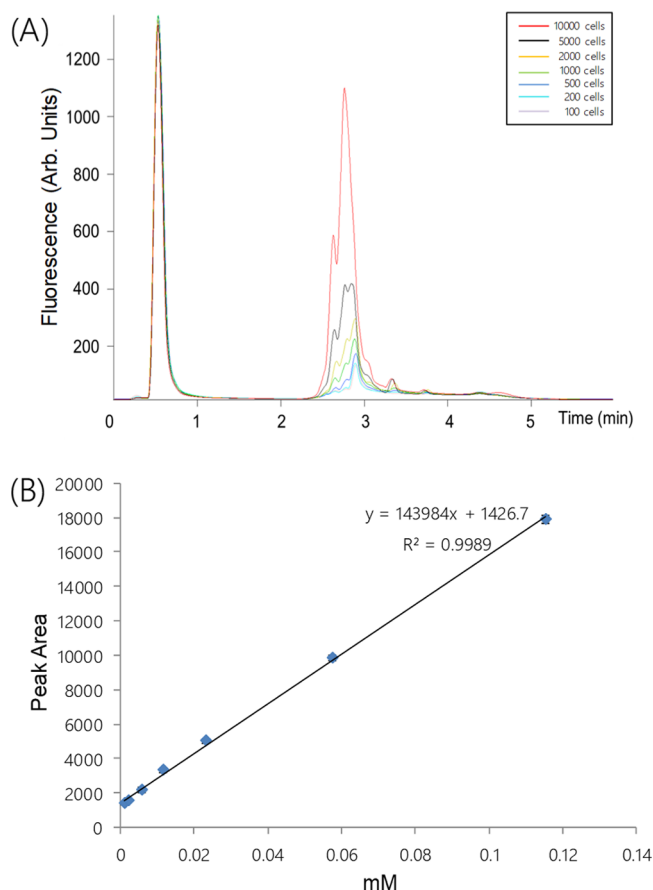 (A)
Fluorescence (Arb. Units)
1200
1000
800
600
400
200
0
1
2
3
4
5
Time (min)
10000 cells
5000 cells
2000 cells
1000 cells
500 cells
200 cells
100 cells
(B)
Peak Area
20000
18000
16000
14000
12000
10000
8000
6000
4000
2000
0
y = 143984x + 1426.7
R² = 0.9989
0
0.02
0.04
0.06
0.08
0.1
0.12
0.14
mM